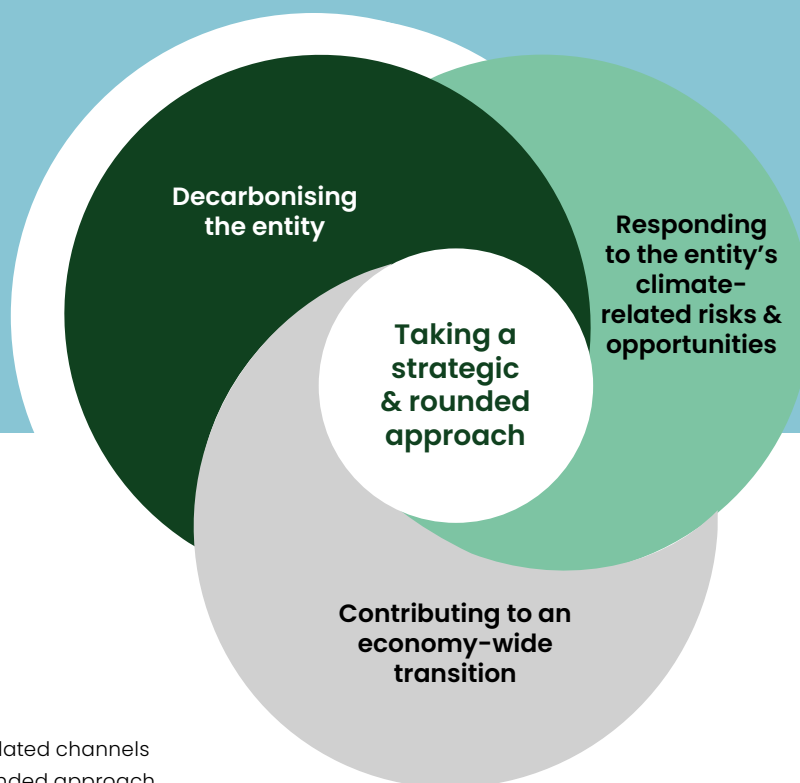 Decarbonising
the entity
Responding
to the entity’s
climate-
related risks &
opportunities
Taking a
strategic
& rounded
approach
Contributing to an
economy-wide
transition
channels
approach